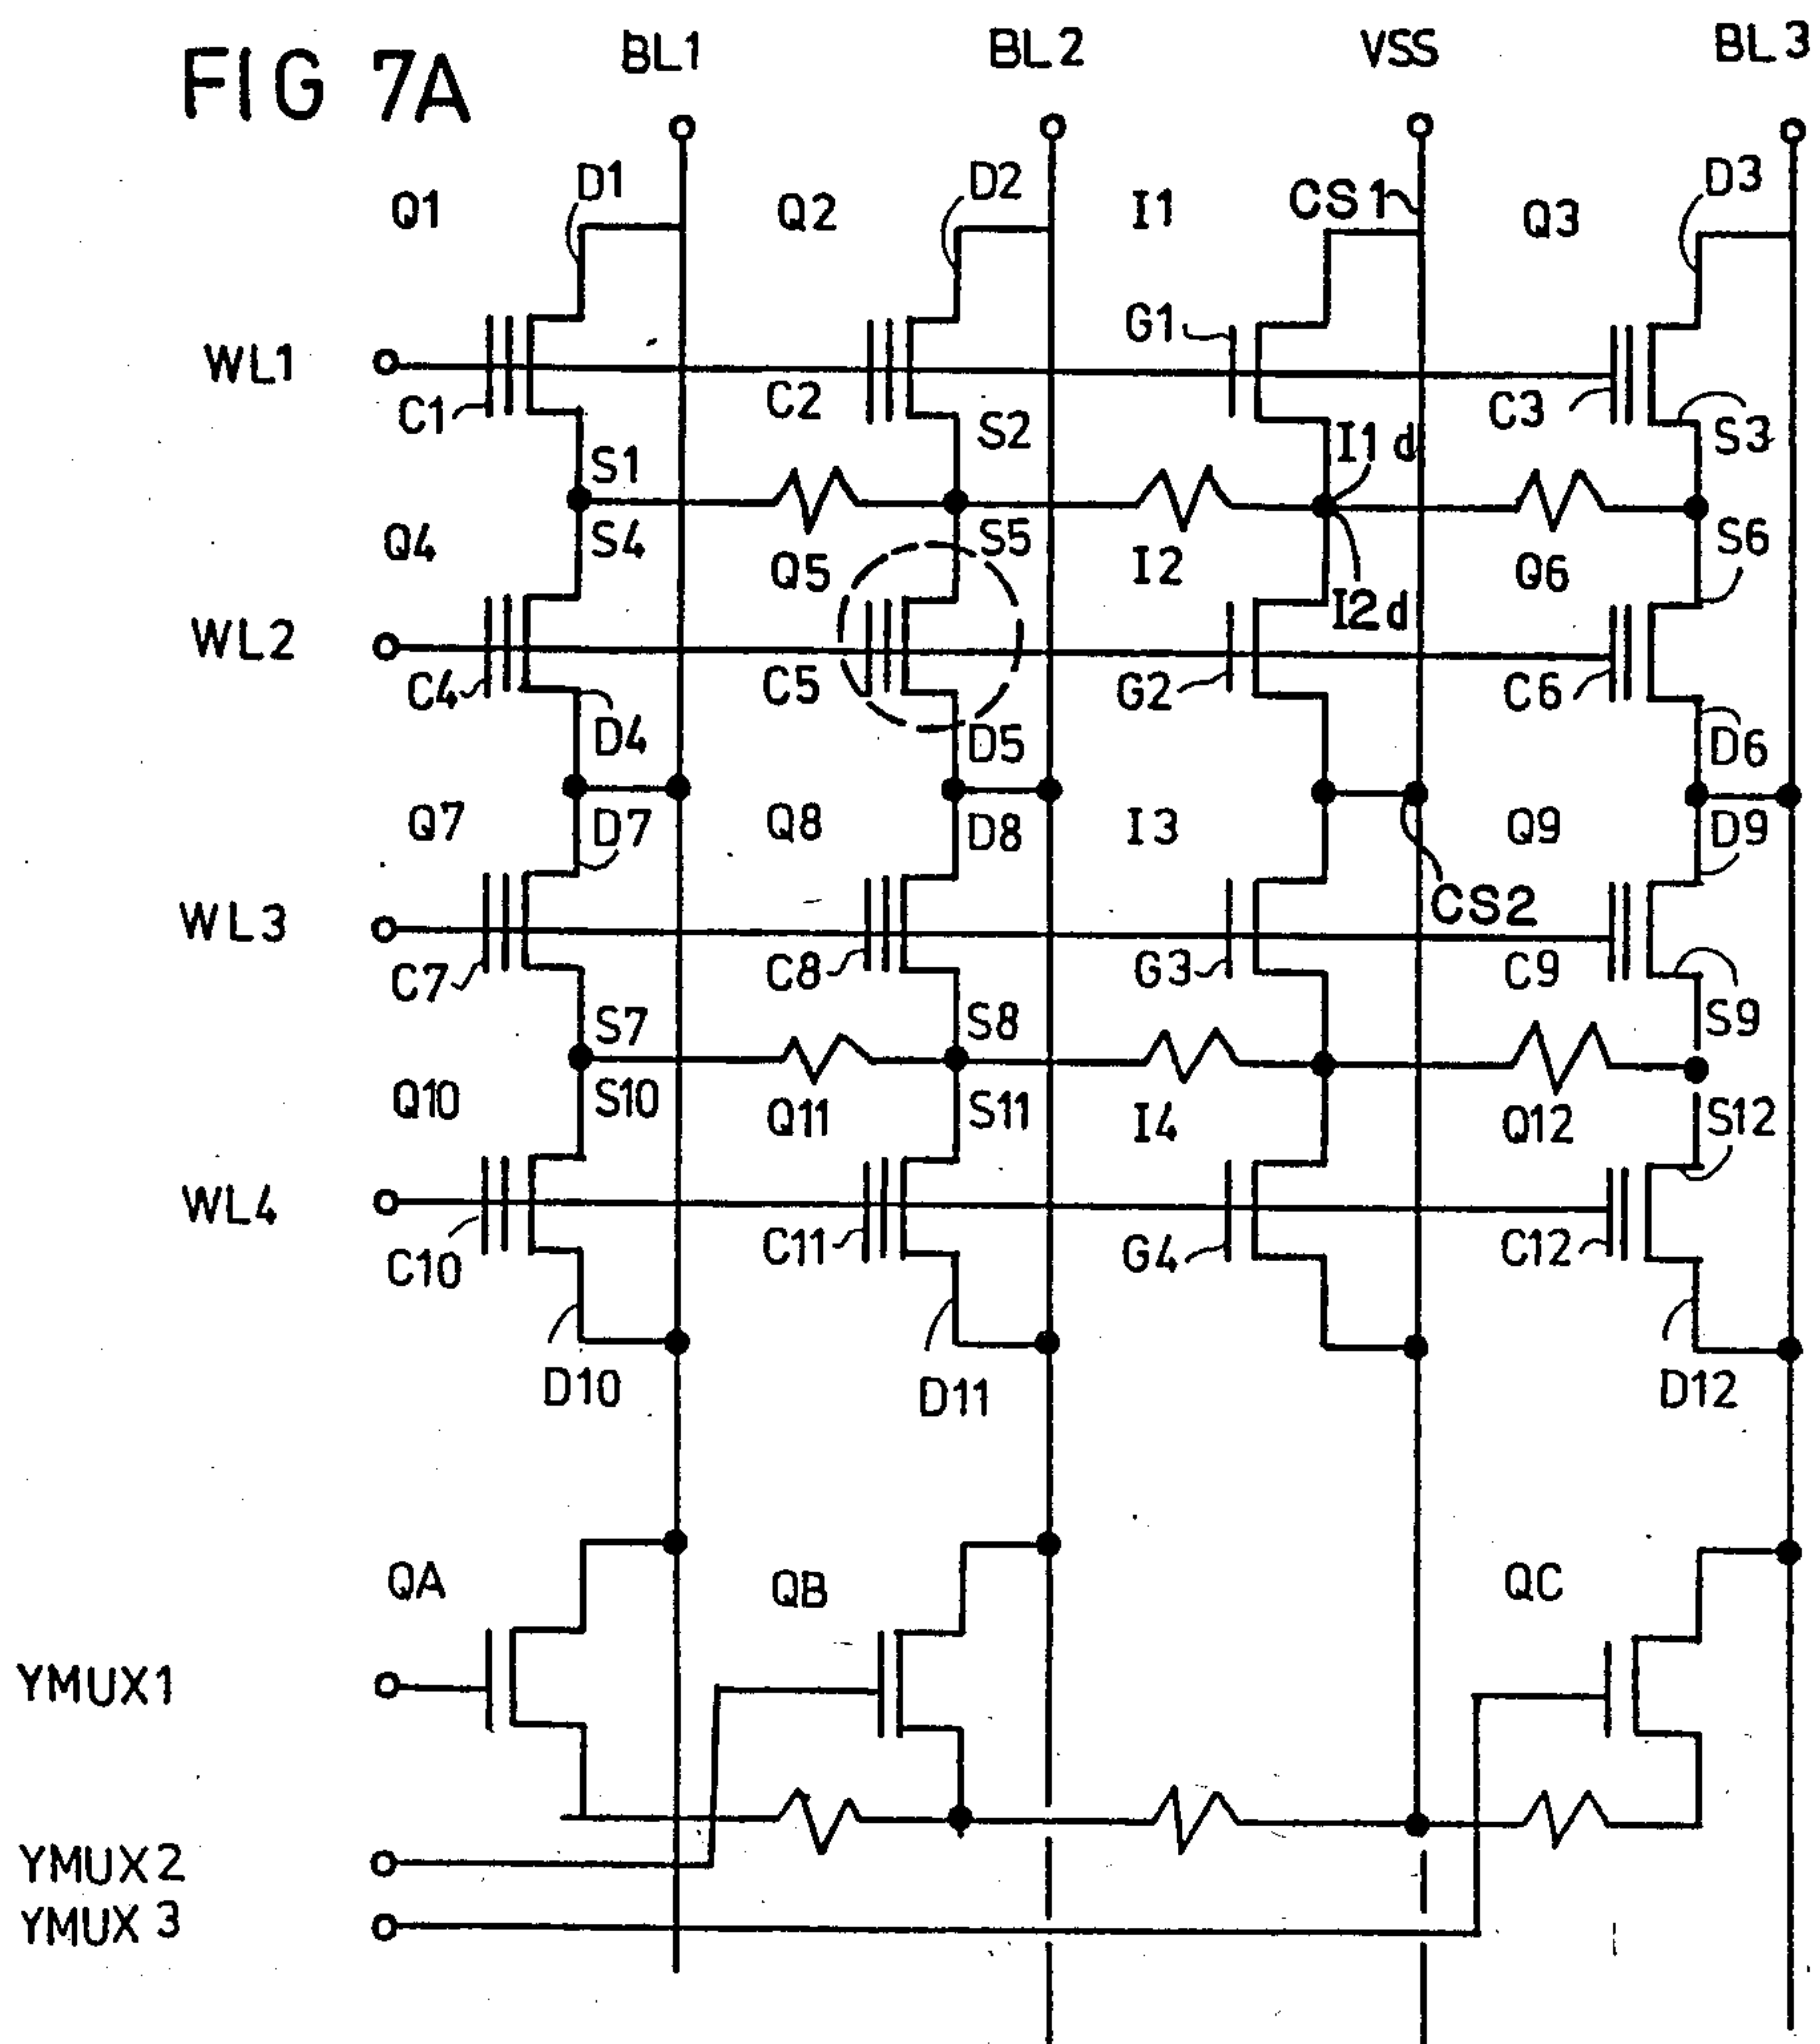 FIG 7A
BL1
BL2
VSS
BL3
Q1
D1
Q2
D2
I1
CS1
Q3
D3
WL1
C1
C2
G1
C3
S1
S2
I1d
S3
Q4
S4
Q5
S5
I2
I2d
Q6
S6
WL2
C4
C5
G2
C6
D4
D5
D6
Q7
D7
Q8
D8
I3
CS2
Q9
D9
WL3
C7
C8
G3
C9
S7
S8
S9
Q10
S10
Q11
S11
I4
Q12
S12
WL4
C10
C11
G4
C12
D10
D11
D12
QA
QB
QC
YMUX1
YMUX2
YMUX3